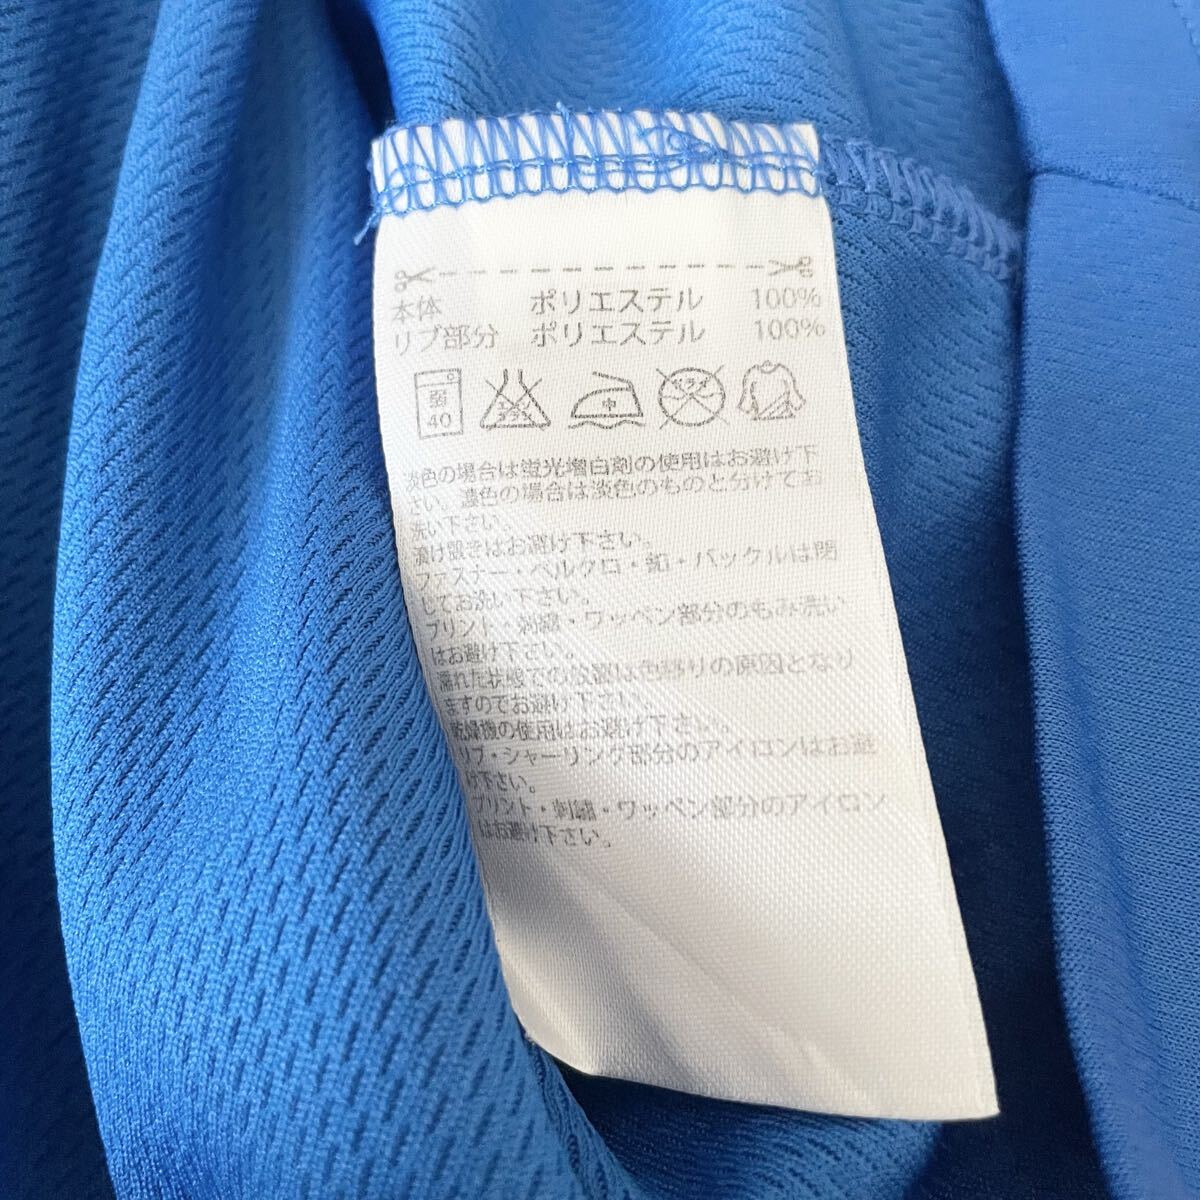 本体 ポリエステル 100%
リブ部分 ポリエステル 100%
弱 40 エンソ サラシ 中 ドライ
淡色の場合は蛍光増白剤の使用はお避け下
さい。濃色の場合は淡色のものと分けてお
洗い下さい。
漬け置きはお避け下さい。
ファスナー・ベルクロ・釦・バックルは閉
してお洗い下さい。
プリント・刺繍・ワッペン部分のもみ洗い
はお避け下さい。
濡れた状態での放置は色移りの原因となり
ますのでお避け下さい。
乾燥機の使用はお避け下さい。
リブ・シャーリング部分のアイロンはお避
け下さい。
プリント・刺繍・ワッペン部分のアイロン
はお避け下さい。